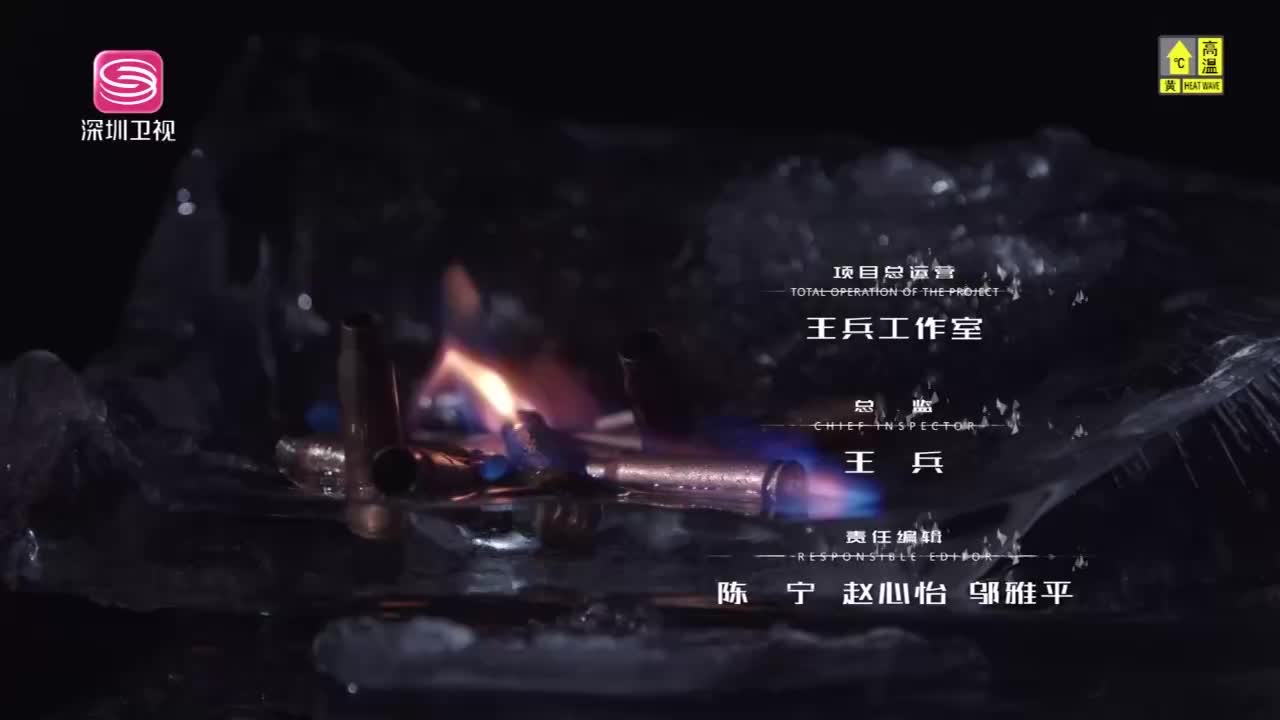 深圳卫视
℃
高温
黄
HEAT WAVE
项目总运营
TOTAL OPERATION OF THE PROJECT
王兵工作室
总 监
CHIEF INSPECTOR
王 兵
责任编辑
RESPONSIBLE EDITOR
陈 宁 赵心怡 邬雅平